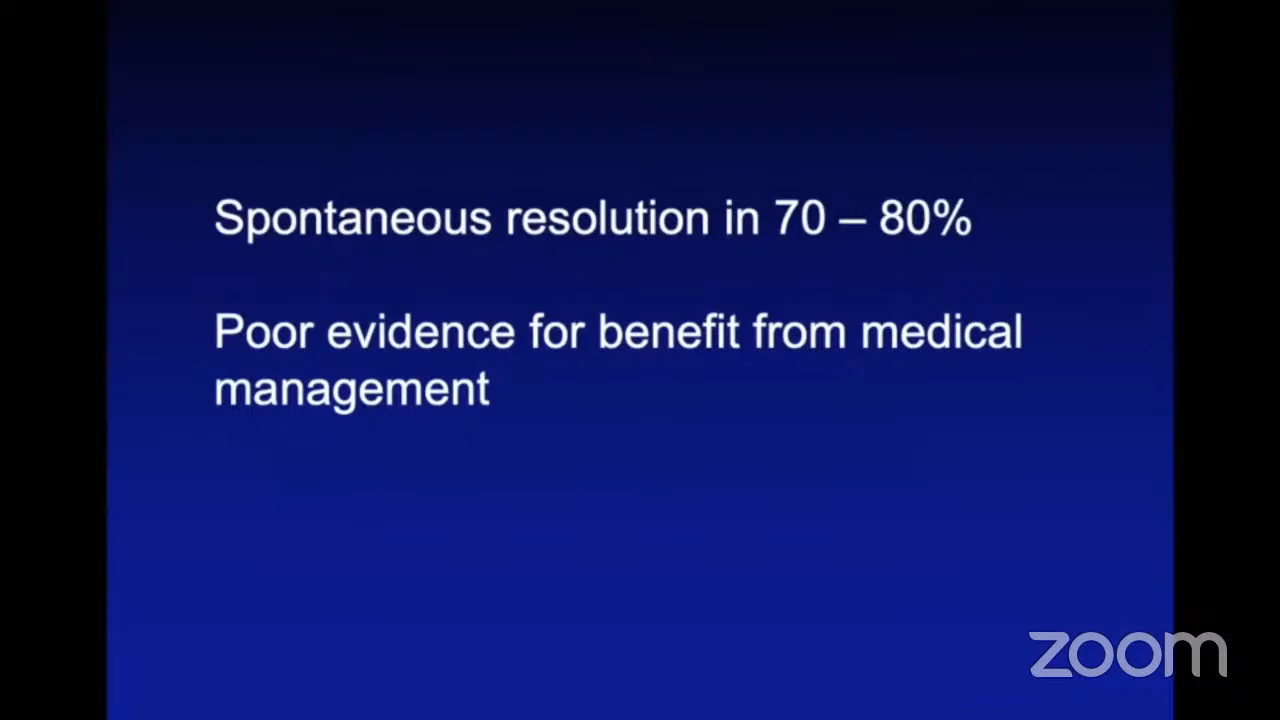 Spontaneous resolution in 70 – 80%
Poor evidence for benefit from medical
management
zoom